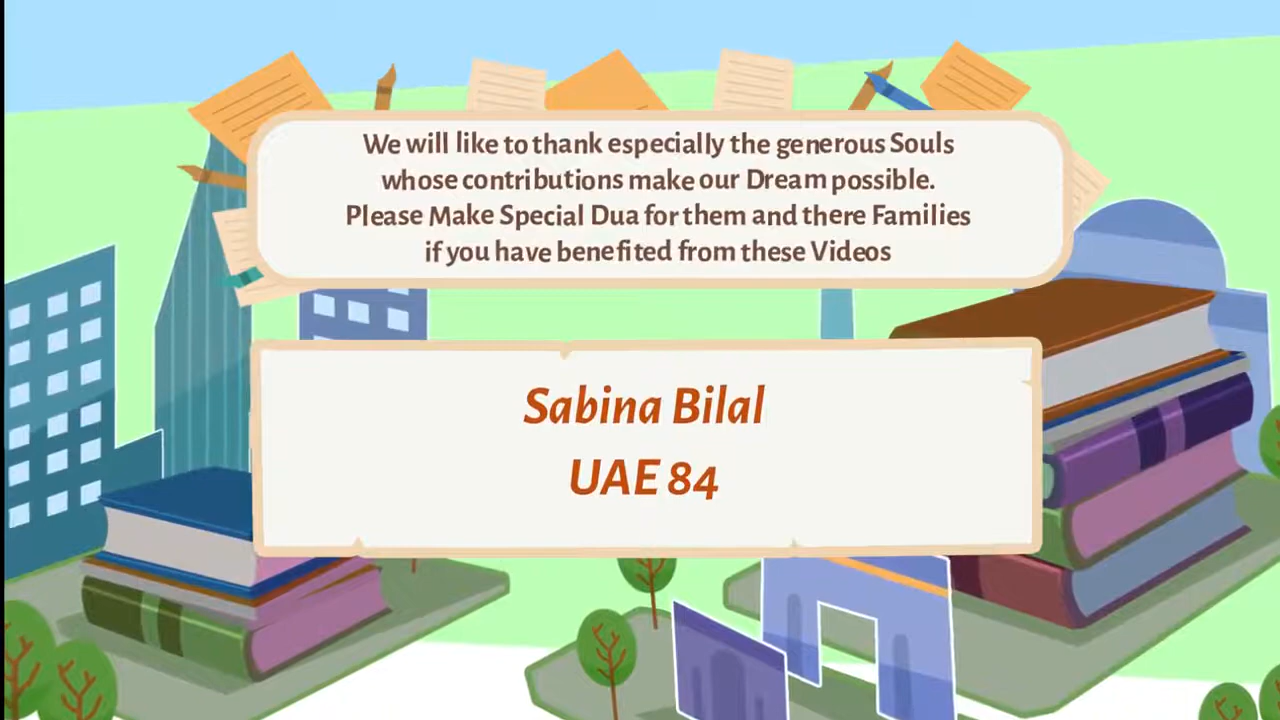 We will like to thank especially the generous Souls
whose contributions make our Dream possible.
Please Make Special Dua for them and there Families
if you have benefited from these Videos
Sabina Bilal
UAE 84